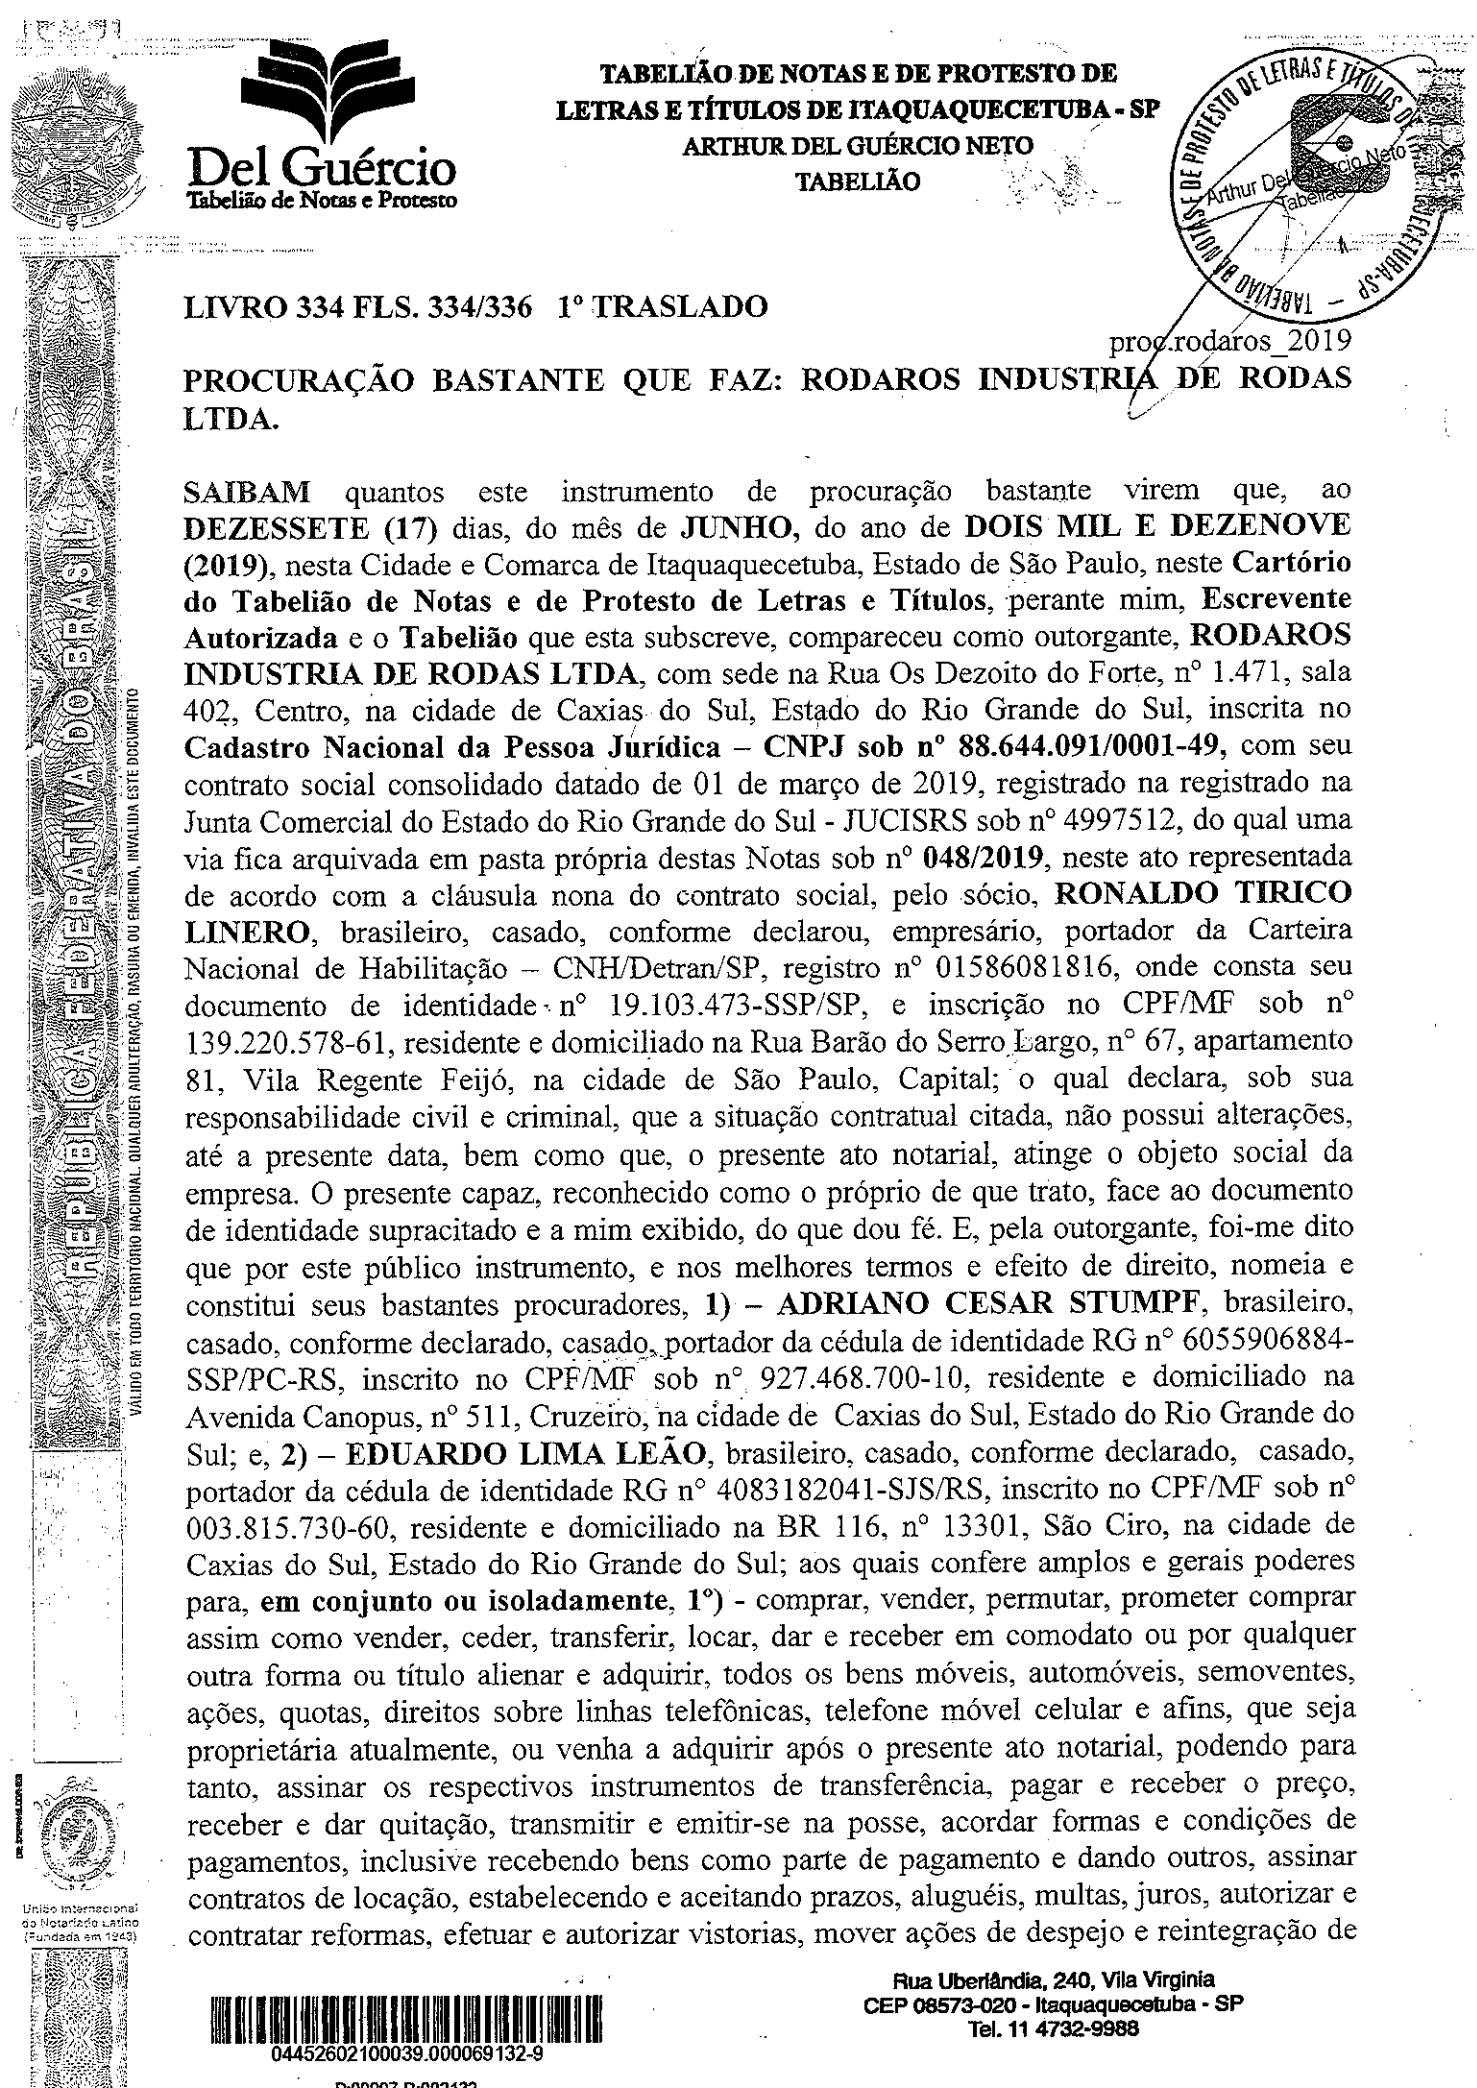 Del Guércio
Tabelião de Notas e Protesto
TABELIÃO DE NOTAS E DE PROTESTO DE
LETRAS E TÍTULOS DE ITAQUAQUECETUBA - SP
ARTHUR DEL GUÉRCIO NETO
TABELIÃO
LIVRO 334 FLS. 334/336 1º TRASLADO
proc.rodaros_2019
PROCURAÇÃO BASTANTE QUE FAZ: RODAROS INDUSTRIA DE RODAS
LTDA.
SAIBAM quantos este instrumento de procuração bastante virem que, ao
DEZESSETE (17) dias, do mês de JUNHO, do ano de DOIS MIL E DEZENOVE
(2019), nesta Cidade e Comarca de Itaquaquecetuba, Estado de São Paulo, neste Cartório
do Tabelião de Notas e de Protesto de Letras e Títulos, perante mim, Escrevente
Autorizada e o Tabelião que esta subscreve, compareceu como outorgante, RODAROS
INDUSTRIA DE RODAS LTDA, com sede na Rua Os Dezoito do Forte, nº 1.471, sala
402, Centro, na cidade de Caxias do Sul, Estado do Rio Grande do Sul, inscrita no
Cadastro Nacional da Pessoa Jurídica – CNPJ sob nº 88.644.091/0001-49, com seu
contrato social consolidado datado de 01 de março de 2019, registrado na registrado na
Junta Comercial do Estado do Rio Grande do Sul - JUCISRS sob nº 4997512, do qual uma
via fica arquivada em pasta própria destas Notas sob nº 048/2019, neste ato representada
de acordo com a cláusula nona do contrato social, pelo sócio, RONALDO TIRICO
LINERO, brasileiro, casado, conforme declarou, empresário, portador da Carteira
Nacional de Habilitação – CNH/Detran/SP, registro nº 01586081816, onde consta seu
documento de identidade nº 19.103.473-SSP/SP, e inscrição no CPF/MF sob nº
139.220.578-61, residente e domiciliado na Rua Barão do Serro Largo, nº 67, apartamento
81, Vila Regente Feijó, na cidade de São Paulo, Capital; o qual declara, sob sua
responsabilidade civil e criminal, que a situação contratual citada, não possui alterações,
até a presente data, bem como que, o presente ato notarial, atinge o objeto social da
empresa. O presente capaz, reconhecido como o próprio de que trato, face ao documento
de identidade supracitado e a mim exibido, do que dou fé. E, pela outorgante, foi-me dito
que por este público instrumento, e nos melhores termos e efeito de direito, nomeia e
constitui seus bastantes procuradores, 1) – ADRIANO CESAR STUMPF, brasileiro,
casado, conforme declarado, casado, portador da cédula de identidade RG nº 6055906884-
SSP/PC-RS, inscrito no CPF/MF sob nº 927.468.700-10, residente e domiciliado na
Avenida Canopus, nº 511, Cruzeiro, na cidade de Caxias do Sul, Estado do Rio Grande do
Sul; e, 2) – EDUARDO LIMA LEÃO, brasileiro, casado, conforme declarado, casado,
portador da cédula de identidade RG nº 4083182041-SJS/RS, inscrito no CPF/MF sob nº
003.815.730-60, residente e domiciliado na BR 116, nº 13301, São Ciro, na cidade de
Caxias do Sul, Estado do Rio Grande do Sul; aos quais confere amplos e gerais poderes
para, em conjunto ou isoladamente, 1º) - comprar, vender, permutar, prometer comprar
assim como vender, ceder, transferir, locar, dar e receber em comodato ou por qualquer
outra forma ou título alienar e adquirir, todos os bens móveis, automóveis, semoventes,
ações, quotas, direitos sobre linhas telefônicas, telefone móvel celular e afins, que seja
proprietária atualmente, ou venha a adquirir após o presente ato notarial, podendo para
tanto, assinar os respectivos instrumentos de transferência, pagar e receber o preço,
receber e dar quitação, transmitir e emitir-se na posse, acordar formas e condições de
pagamentos, inclusive recebendo bens como parte de pagamento e dando outros, assinar
contratos de locação, estabelecendo e aceitando prazos, aluguéis, multas, juros, autorizar e
contratar reformas, efetuar e autorizar vistorias, mover ações de despejo e reintegração de
REPÚBLICA FEDERATIVA DO BRASIL
VÁLIDO EM TODO TERRITÓRIO NACIONAL. QUALQUER ADULTERAÇÃO, RASURA OU EMENDA, INVALIDA ESTE DOCUMENTO
União Internacional
do Notariado Latino
(Fundada em 1948)
TABELIÃO DE NOTAS E DE PROTESTO DE LETRAS E TÍTULOS DE ITAQUAQUECETUBA-SP
Arthur Del Guércio Neto
Tabelião
04452602100039.000069132-9
Rua Uberlândia, 240, Vila Virginia
CEP 08573-020 - Itaquaquecetuba - SP
Tel. 11 4732-9988